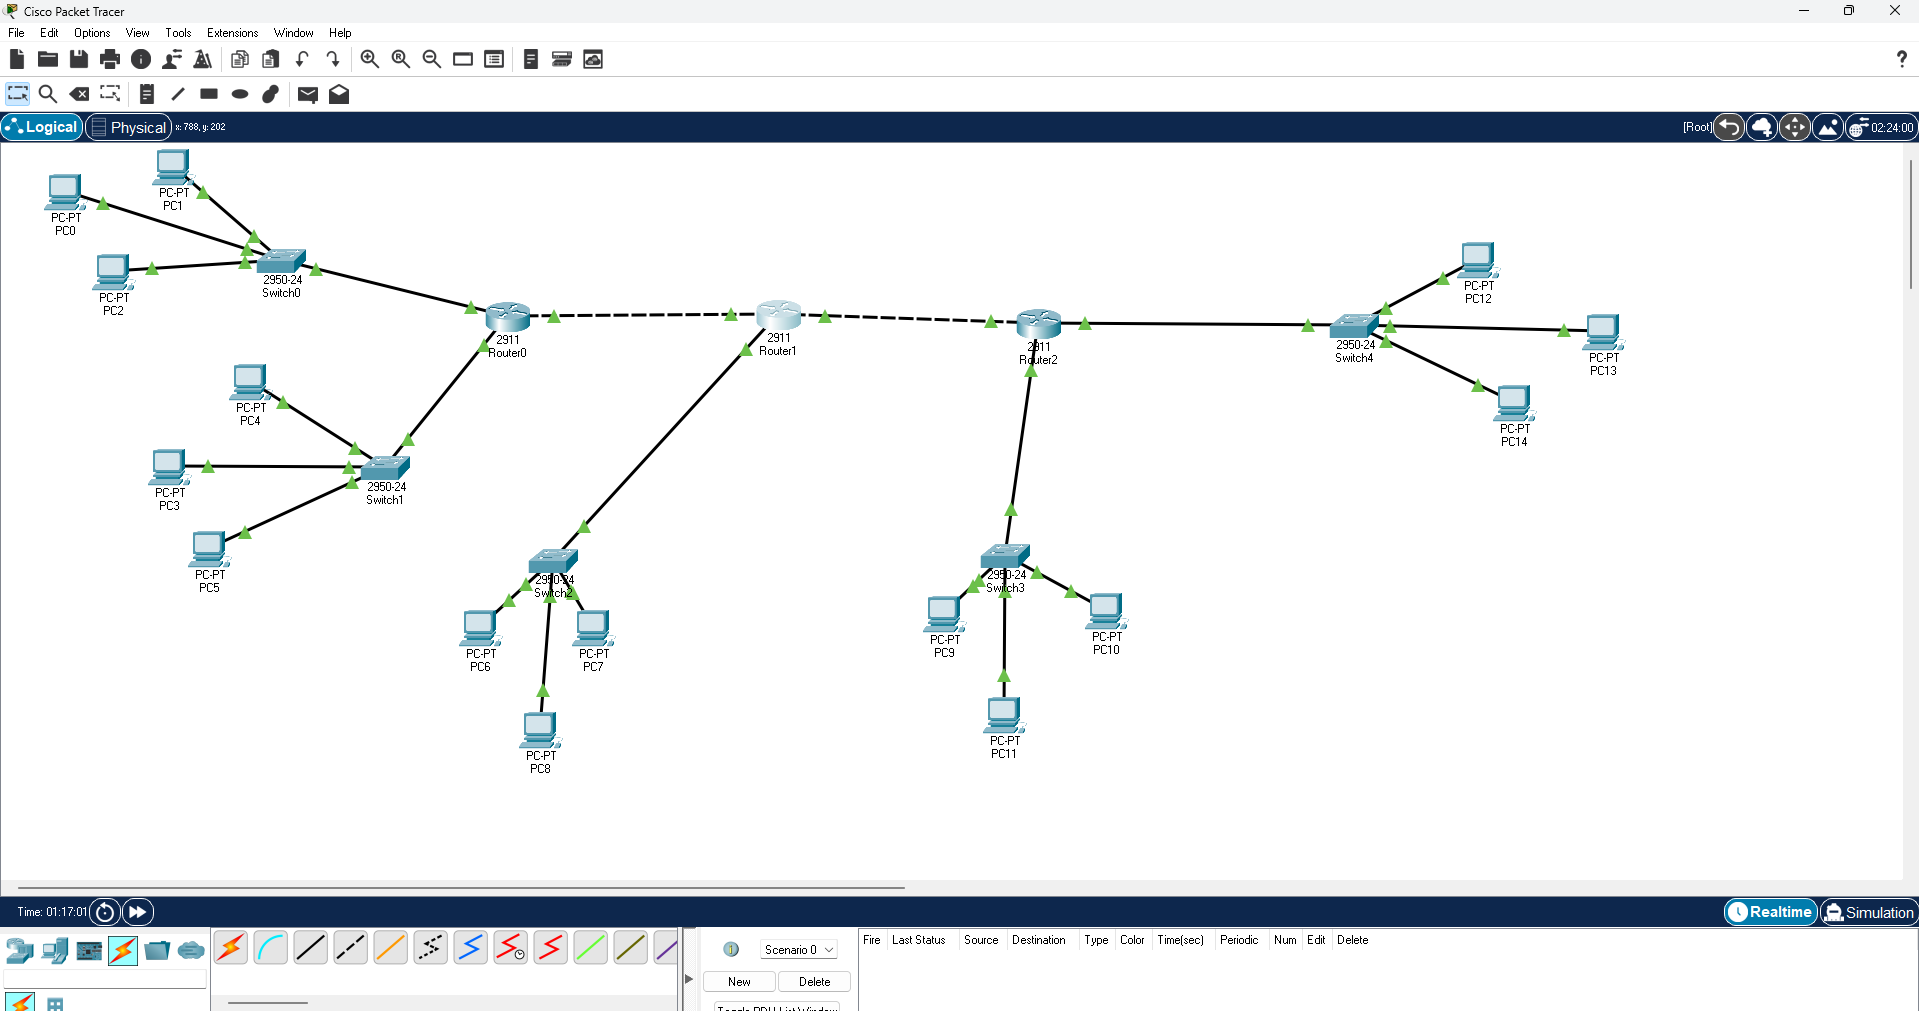 Cisco Packet Tracer
File Edit Options View Tools Extensions Window Help
Logical Physical x: 788, y: 202 [Root] 02:24:00
PC-PT
PC1
PC-PT
PC0
PC-PT
PC2
2950-24
Switch0
2911
Router0
2911
Router1
2911
Router2
2950-24
Switch4
PC-PT
PC12
PC-PT
PC13
PC-PT
PC14
PC-PT
PC4
PC-PT
PC3
2950-24
Switch1
PC-PT
PC5
2950-24
Switch2
PC-PT
PC6
PC-PT
PC7
PC-PT
PC8
2950-24
Switch3
PC-PT
PC9
PC-PT
PC10
PC-PT
PC11
Time: 01:17:01 Realtime Simulation
Scenario 0
New Delete
Toggle PDU List Window
Fire Last Status Source Destination Type Color Time(sec) Periodic Num Edit Delete